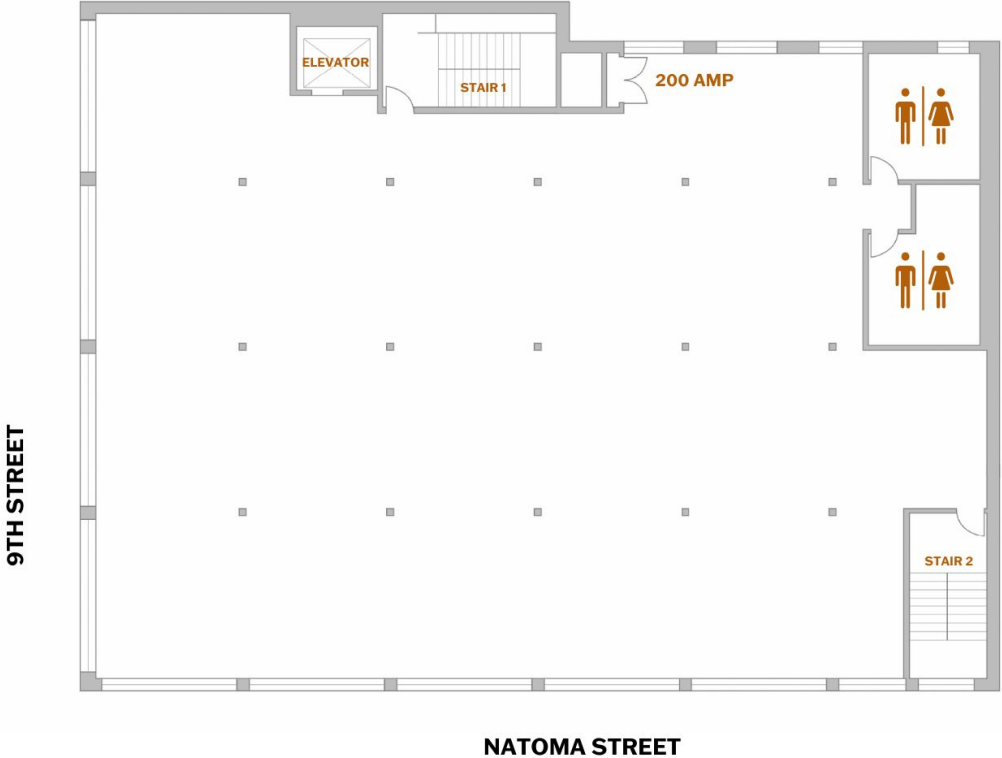 ELEVATOR
STAIR 1
200 AMP
9TH STREET
STAIR 2
NATOMA STREET